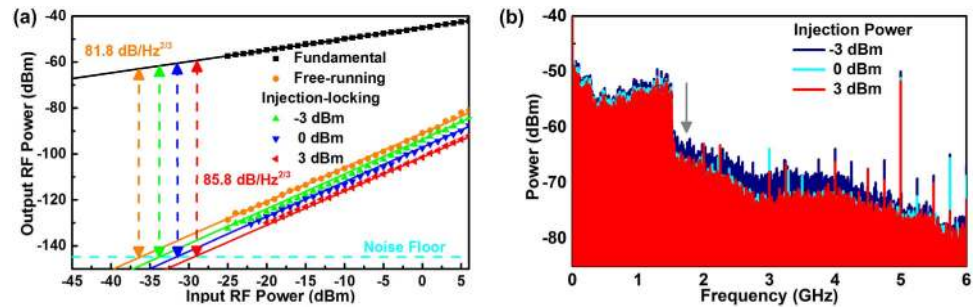 (a)
81.8 dB/Hz2/3
Fundamental
Free-running
Injection-locking
-3 dBm
0 dBm
3 dBm
85.8 dB/Hz2/3
Noise Floor
-40
-60
-80
-100
-120
-140
Output RF Power (dBm)
-45 -40 -35 -30 -25 -20 -15 -10 -5 0 5
Input RF Power (dBm)
(b)
Injection Power
-3 dBm
0 dBm
3 dBm
-40
-50
-60
-70
-80
Power (dBm)
0 1 2 3 4 5 6
Frequency (GHz)